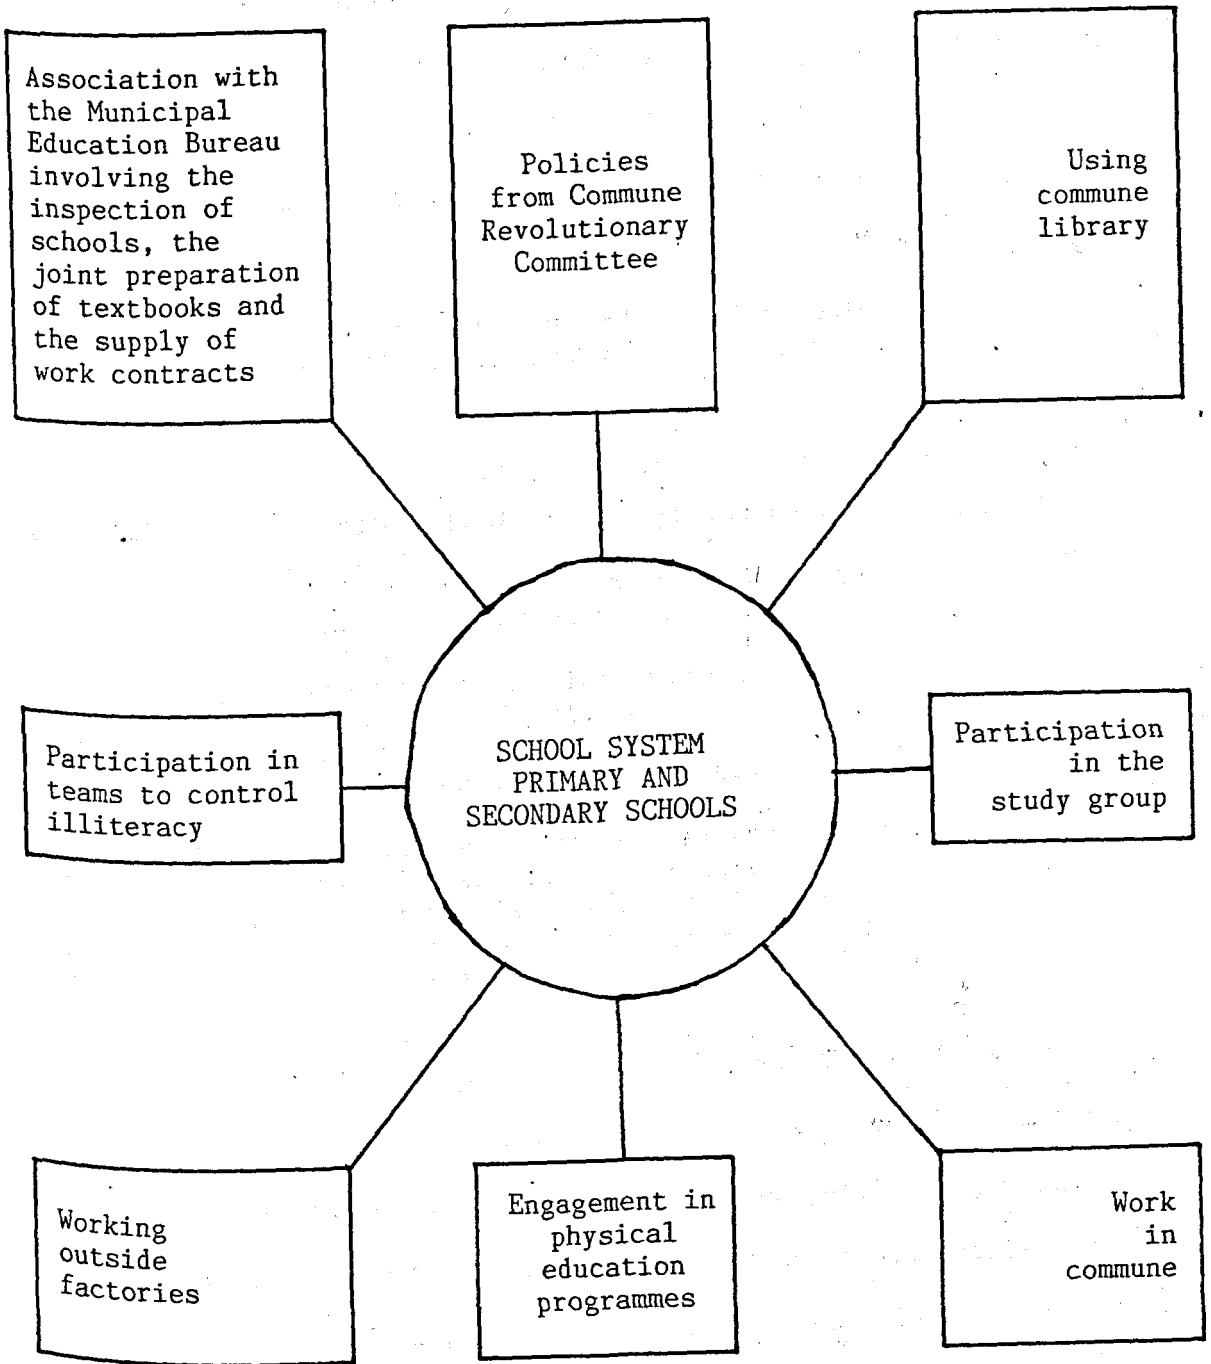 Association with
the Municipal
Education Bureau
involving the
inspection of
schools, the
joint preparation
of textbooks and
the supply of
work contracts
Policies
from Commune
Revolutionary
Committee
Using
commune
library
Participation in
teams to control
illiteracy
SCHOOL SYSTEM
PRIMARY AND
SECONDARY SCHOOLS
Participation
in the
study group
Working
outside
factories
Engagement in
physical
education
programmes
Work
in
commune